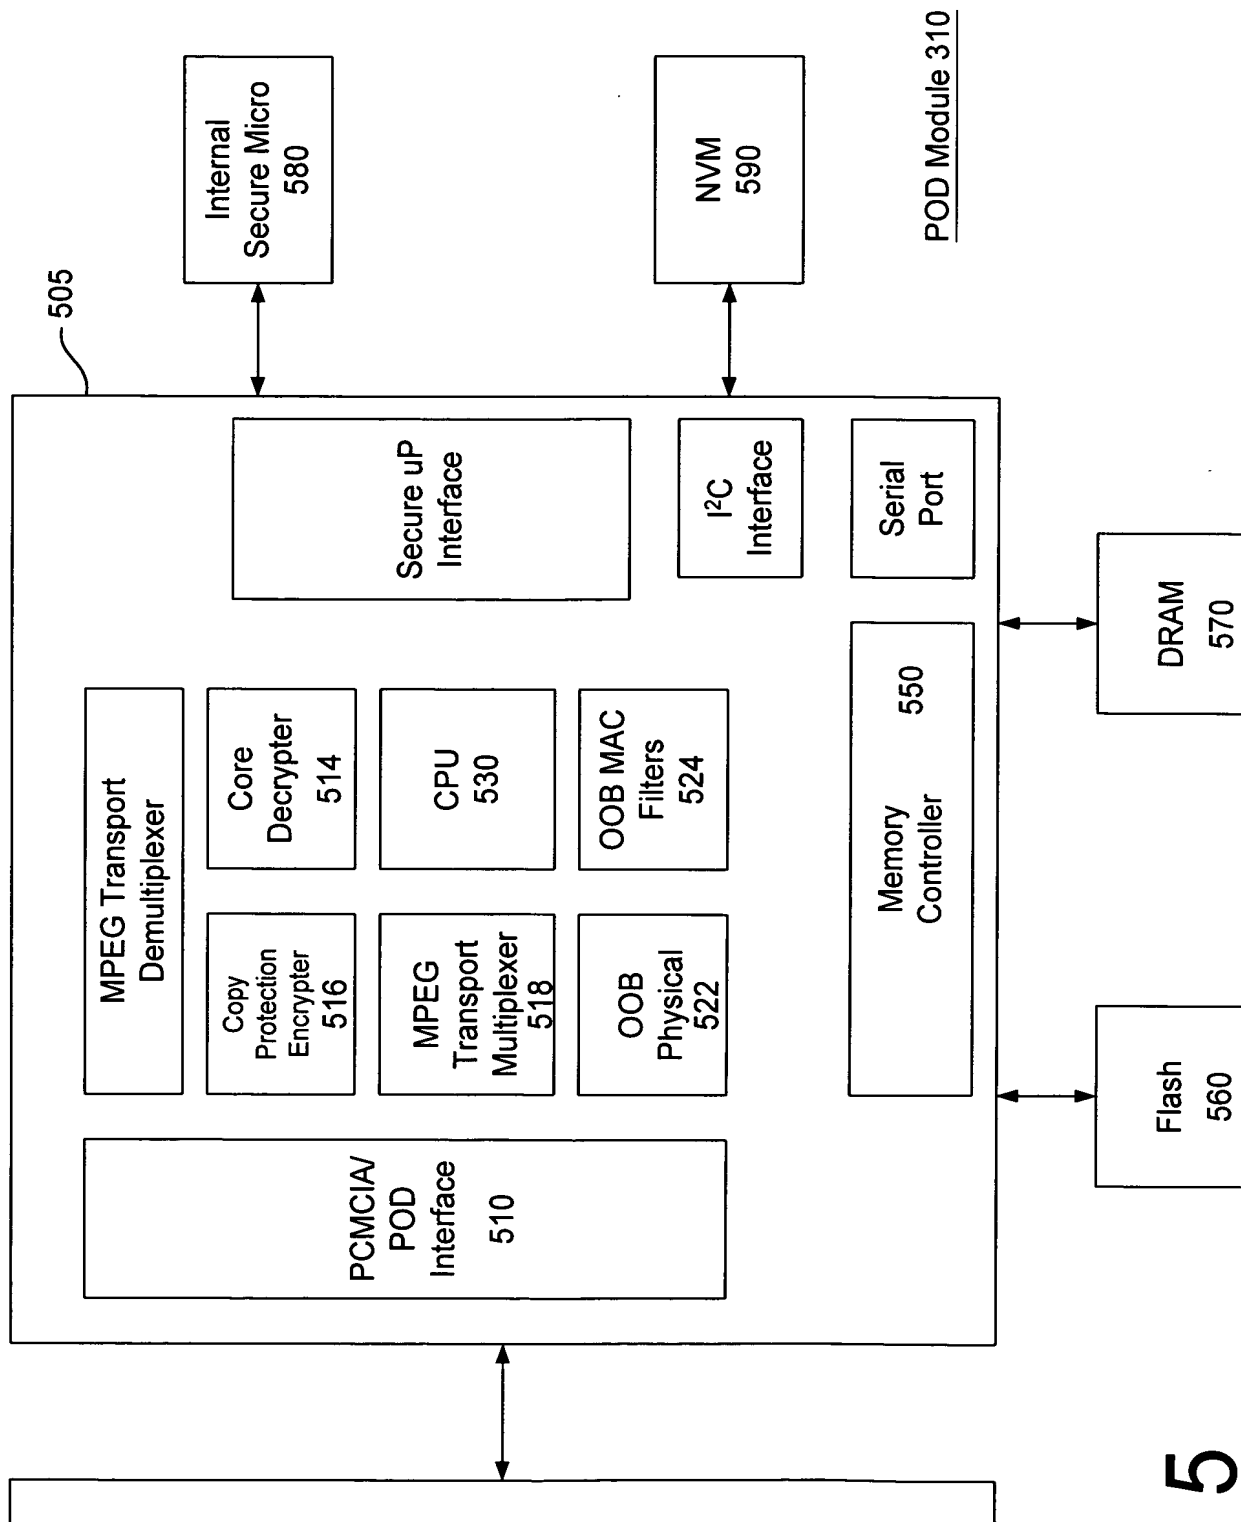 505
Internal
Secure Micro
580
NVM
590
POD Module 310
MPEG Transport
Demultiplexer
Secure uP
Interface
Core
Decrypter
514
Copy
Protection
Encrypter
516
CPU
530
MPEG
Transport
Multiplexer
518
OOB MAC
Filters
524
OOB
Physical
522
PCMCIA/
POD
Interface
510
I²C
Interface
Serial
Port
Memory
Controller
550
DRAM
570
Flash
560
5